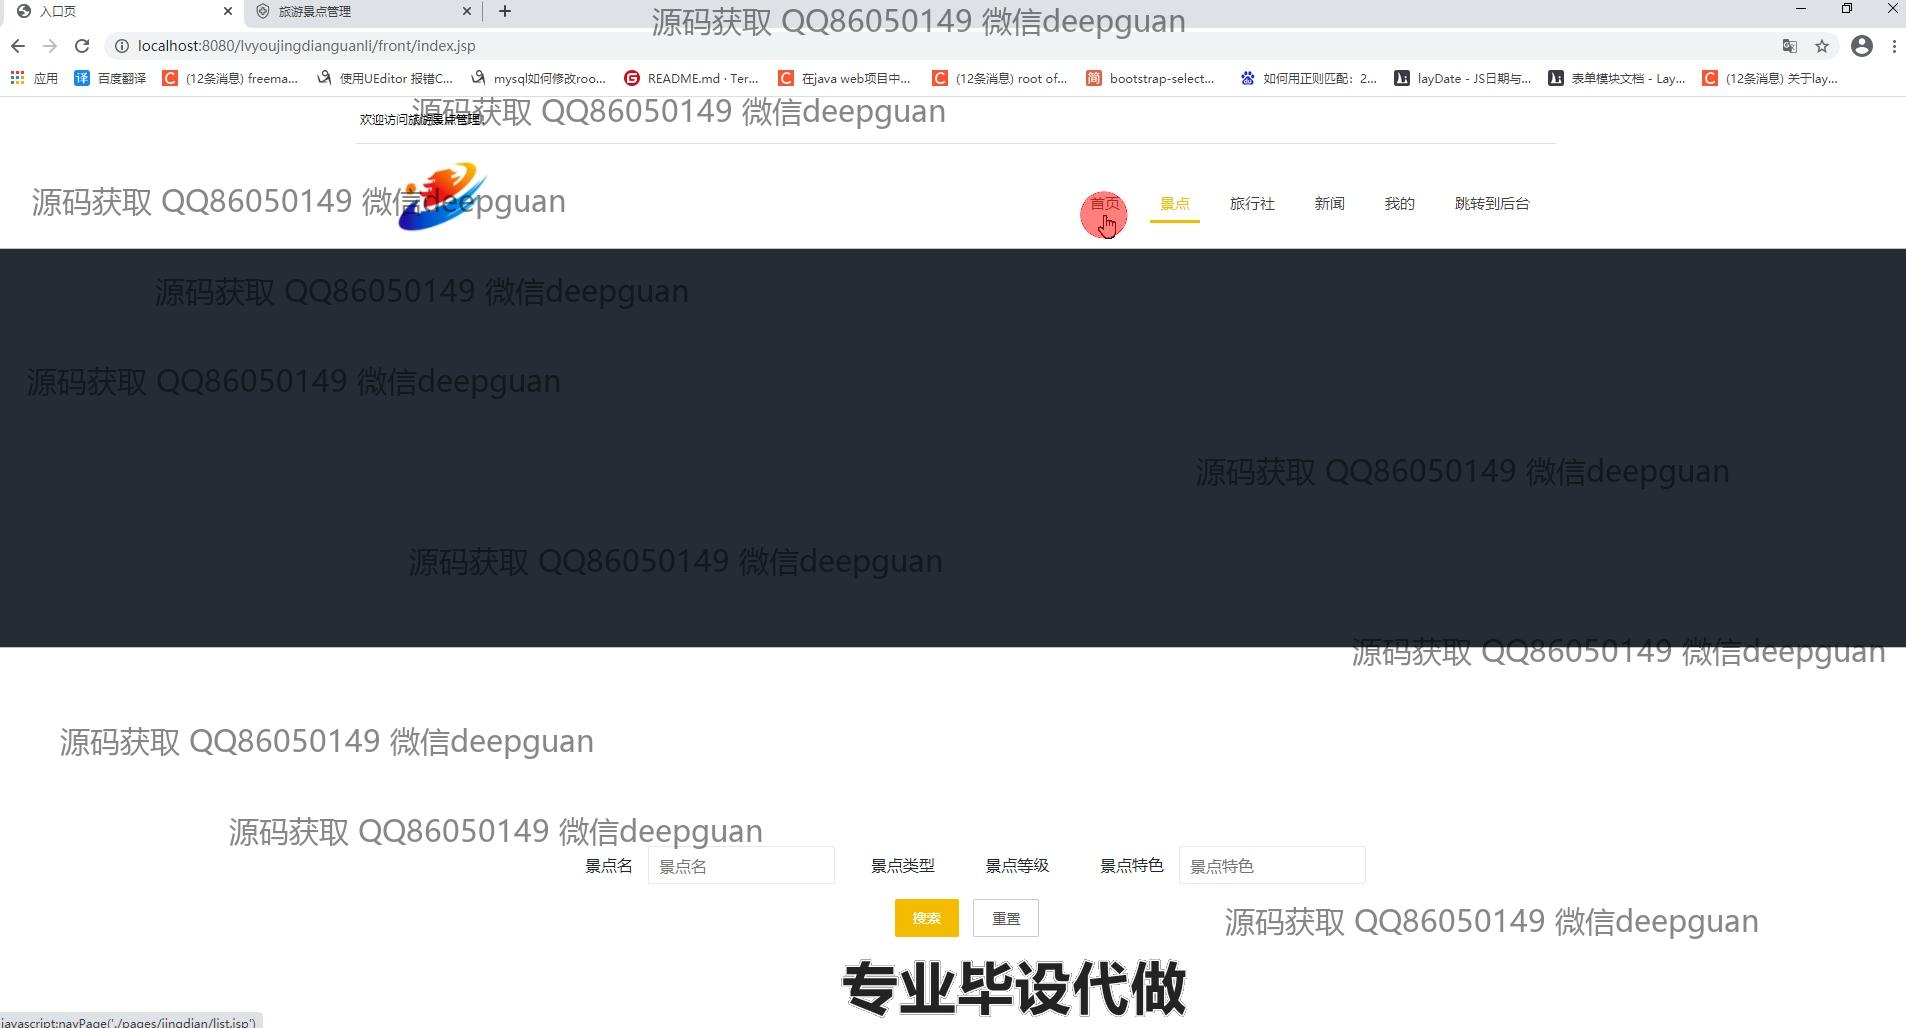 入口页
旅游景点管理
源码获取 QQ86050149 微信deepguan
localhost:8080/lvyoujingdianguanli/front/index.jsp
应用 百度翻译 (12条消息) freema... 使用UEditor 报错C... mysql如何修改roo... README.md · Ter... 在java web项目中... (12条消息) root of... bootstrap-select... 如何用正则匹配：2... layDate - JS日期与... 表单模块文档 - Lay... (12条消息) 关于lay...
源码获取 QQ86050149 微信deepguan
欢迎访问旅游景点管理
源码获取 QQ86050149 微信deepguan
首页 景点 旅行社 新闻 我的 跳转到后台
源码获取 QQ86050149 微信deepguan
源码获取 QQ86050149 微信deepguan
源码获取 QQ86050149 微信deepguan
源码获取 QQ86050149 微信deepguan
源码获取 QQ86050149 微信deepguan
源码获取 QQ86050149 微信deepguan
源码获取 QQ86050149 微信deepguan
景点名 景点名 景点类型 景点等级 景点特色 景点特色
搜索 重置
源码获取 QQ86050149 微信deepguan
专业毕设代做
javascript:navPage('./pages/jingdian/list.jsp')